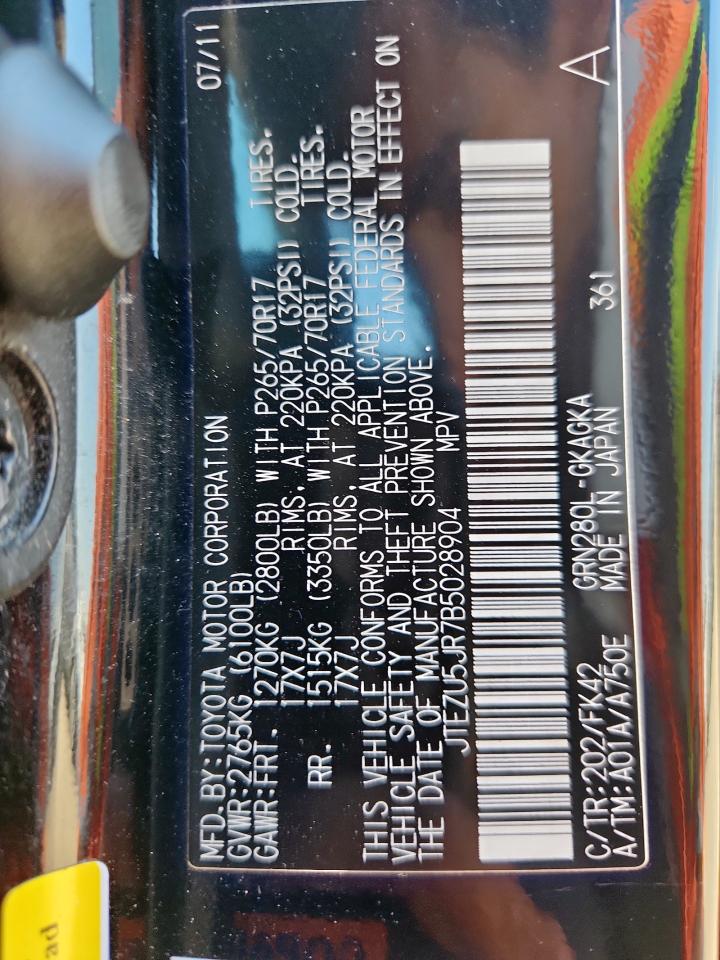 MFD. BY: TOYOTA MOTOR CORPORATION 07/11
GVWR: 2765KG (6100LB)
GAWR: FRT. 1270KG (2800LB) WITH P265/70R17 TIRES.
17X7J RIMS, AT 220KPA (32PSI) COLD.
RR. 1515KG (3350LB) WITH P265/70R17 TIRES.
17X7J RIMS, AT 220KPA (32PSI) COLD.
THIS VEHICLE CONFORMS TO ALL APPLICABLE FEDERAL MOTOR
VEHICLE SAFETY AND THEFT PREVENTION STANDARDS IN EFFECT ON
THE DATE OF MANUFACTURE SHOWN ABOVE.
JTEZU5JR7B5028904 MPV
C/TR: 202/FK42 GRN280L-GKAGKA A
A/TM: A01A/A750E MADE IN JAPAN 361
ad